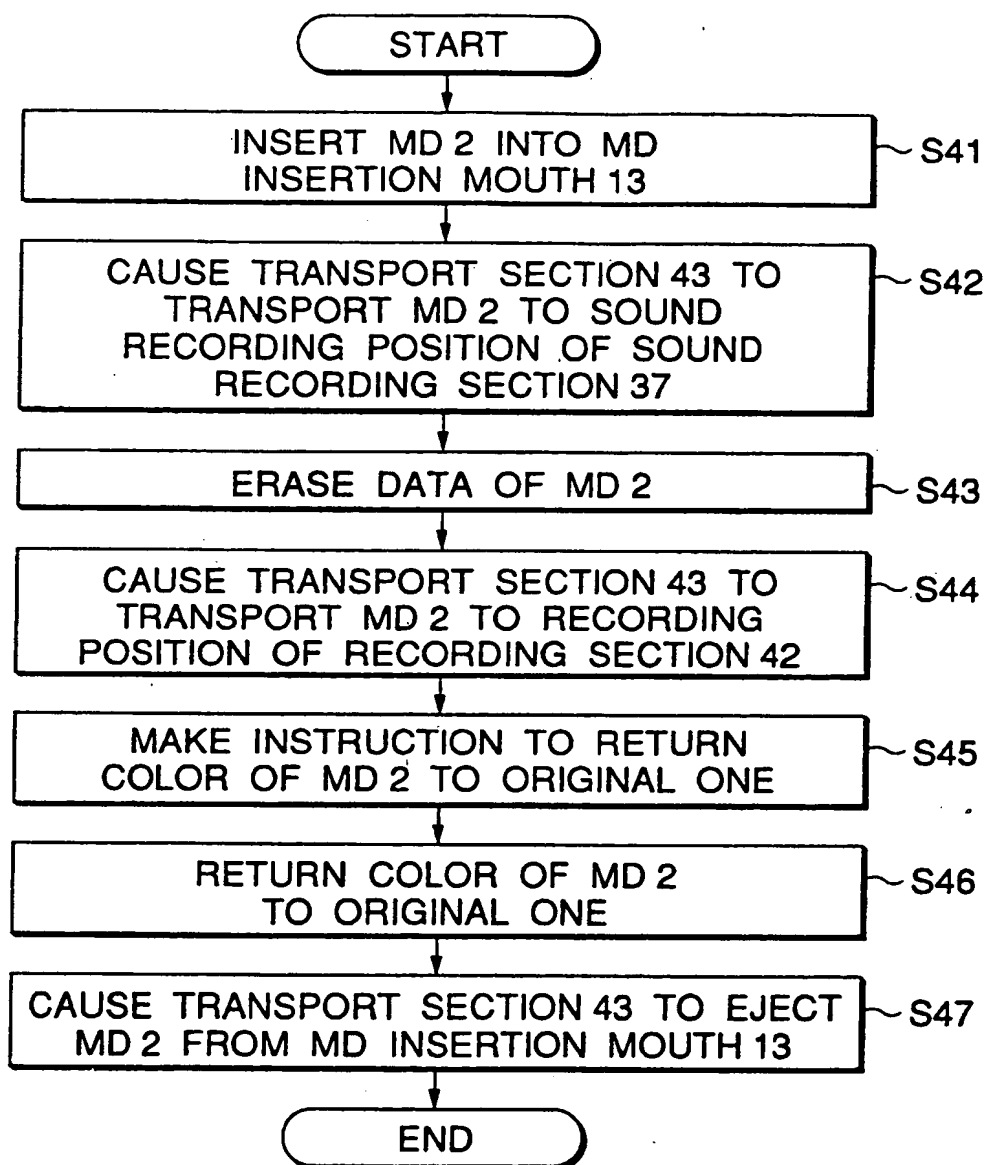 START
INSERT MD 2 INTO MD
INSERTION MOUTH 13
S41
CAUSE TRANSPORT SECTION 43 TO
TRANSPORT MD 2 TO SOUND
RECORDING POSITION OF SOUND
RECORDING SECTION 37
S42
ERASE DATA OF MD 2
S43
CAUSE TRANSPORT SECTION 43 TO
TRANSPORT MD 2 TO RECORDING
POSITION OF RECORDING SECTION 42
S44
MAKE INSTRUCTION TO RETURN
COLOR OF MD 2 TO ORIGINAL ONE
S45
RETURN COLOR OF MD 2
TO ORIGINAL ONE
S46
CAUSE TRANSPORT SECTION 43 TO EJECT
MD 2 FROM MD INSERTION MOUTH 13
S47
END